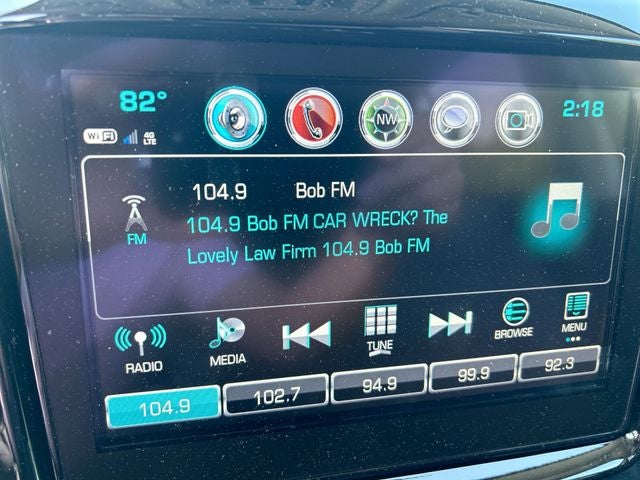 82°
NW
2:18
WiFi
4G
LTE
104.9 Bob FM
FM
104.9 Bob FM CAR WRECK? The
Lovely Law Firm 104.9 Bob FM
RADIO
MEDIA
TUNE
BROWSE
MENU
104.9
102.7
94.9
99.9
92.3